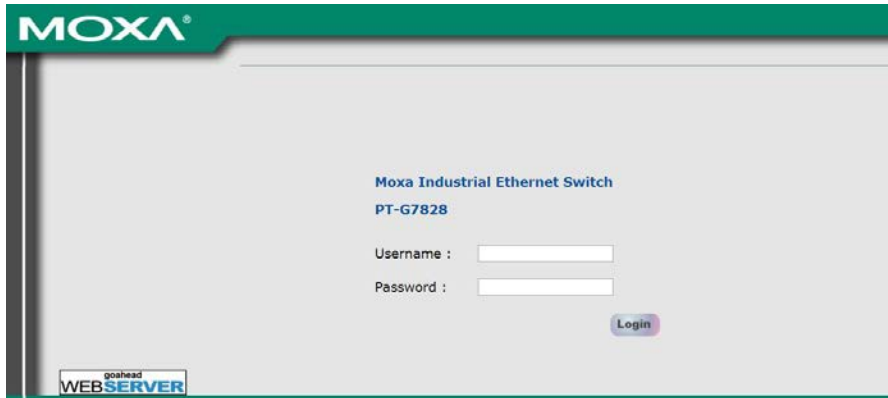 MOXA®
Moxa Industrial Ethernet Switch
PT-G7828
Username :
Password :
Login
goahead
WEBSERVER